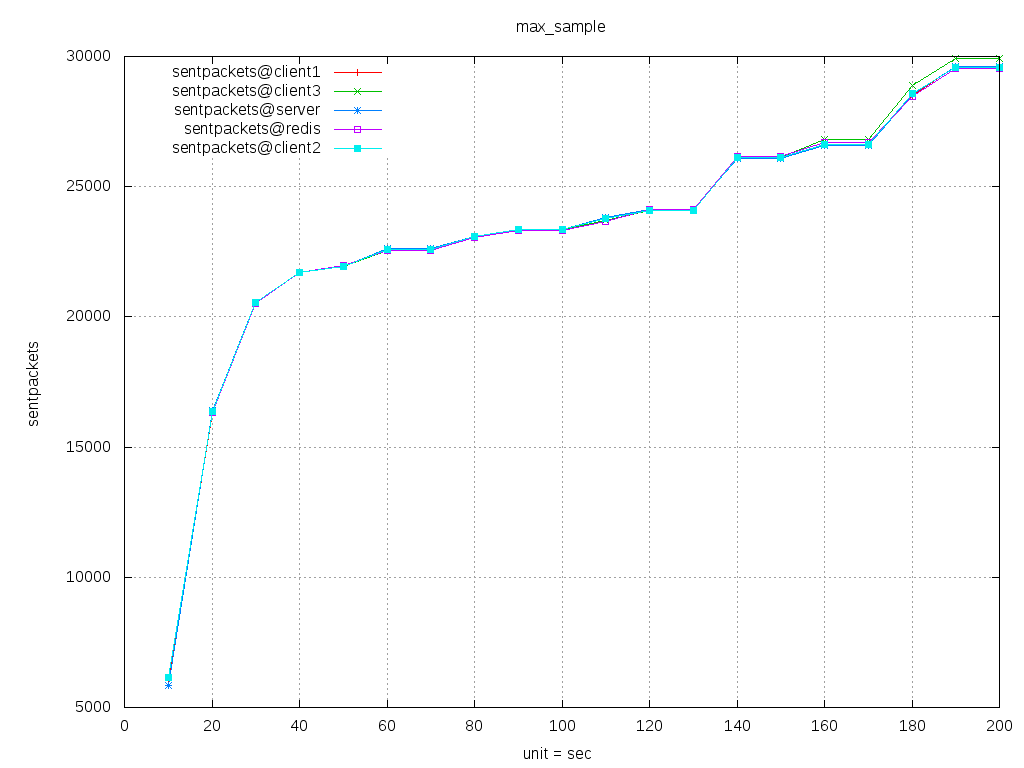 max_sample
sentpackets@client1
sentpackets@client3
sentpackets@server
sentpackets@redis
sentpackets@client2
30000
25000
20000
15000
10000
5000
sentpackets
0 20 40 60 80 100 120 140 160 180 200
unit = sec